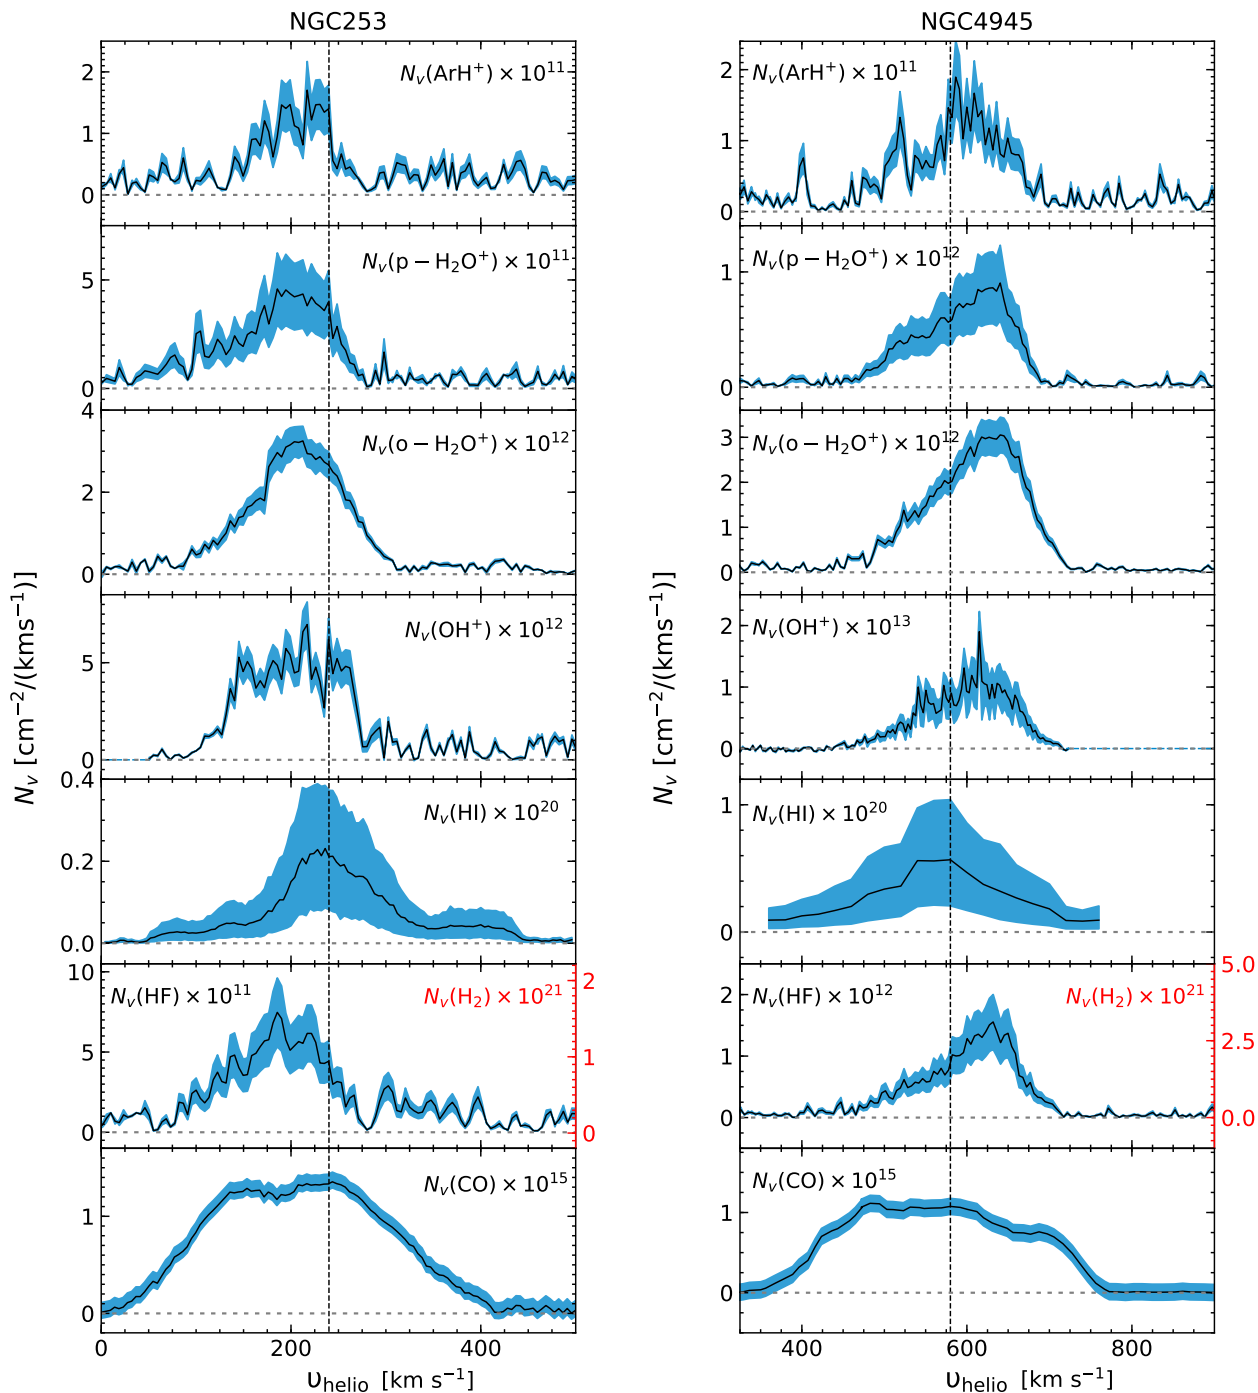 NGC253
N_v(ArH⁺) × 10¹¹
2
1
0
N_v(p − H₂O⁺) × 10¹¹
5
0
N_v(o − H₂O⁺) × 10¹²
4
2
0
N_v(OH⁺) × 10¹²
5
0
N_v(HI) × 10²⁰
0.4
0.2
0.0
N_v(HF) × 10¹¹
N_v(H₂) × 10²¹
10
5
0
2
1
0
N_v(CO) × 10¹⁵
1
0
0
200
400
N_v [cm⁻²/(kms⁻¹)]
υ_helio [km s⁻¹]
NGC4945
N_v(ArH⁺) × 10¹¹
2
1
0
N_v(p − H₂O⁺) × 10¹²
1
0
N_v(o − H₂O⁺) × 10¹²
3
2
1
0
N_v(OH⁺) × 10¹³
2
1
0
N_v(HI) × 10²⁰
1
0
N_v(HF) × 10¹²
N_v(H₂) × 10²¹
2
1
0
5.0
2.5
0.0
N_v(CO) × 10¹⁵
1
0
400
600
800
N_v [cm⁻²/(kms⁻¹)]
υ_helio [km s⁻¹]